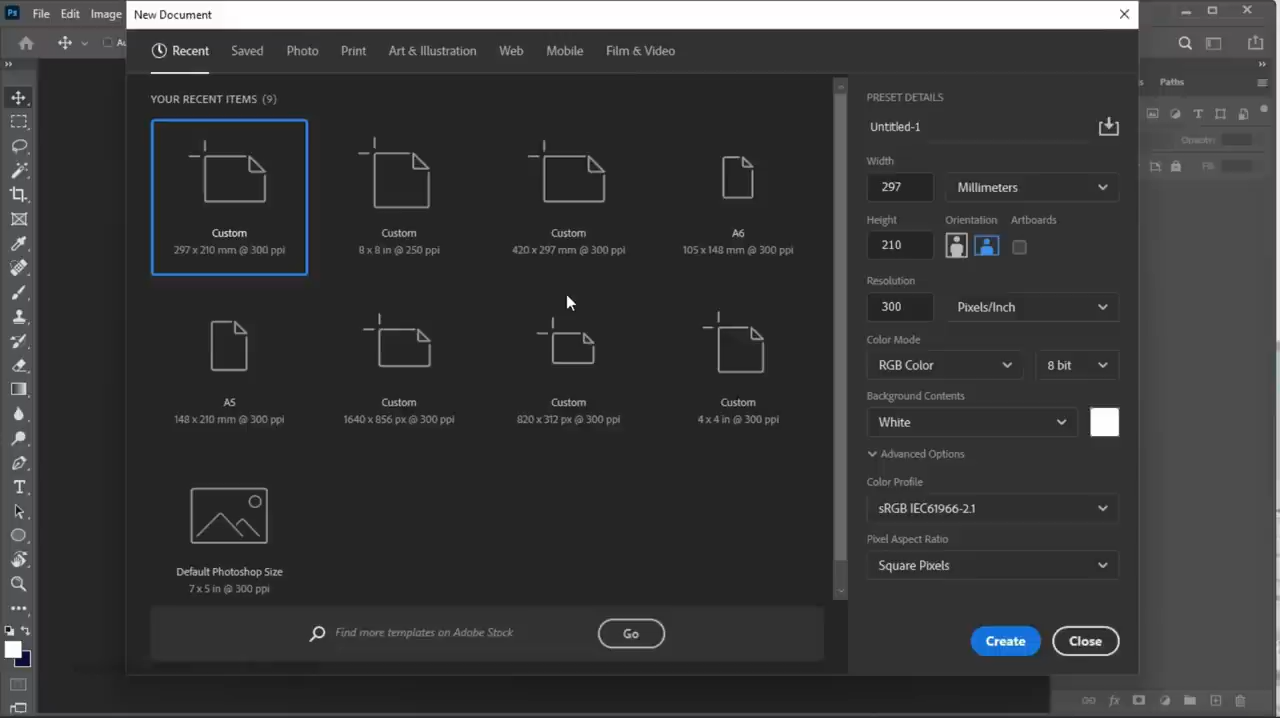 Ps File Edit Image
New Document
Au
Recent Saved Photo Print Art & Illustration Web Mobile Film & Video
YOUR RECENT ITEMS (9)
Custom
297 x 210 mm @ 300 ppi
Custom
8 x 8 in @ 250 ppi
Custom
420 x 297 mm @ 300 ppi
A6
105 x 148 mm @ 300 ppi
A5
148 x 210 mm @ 300 ppi
Custom
1640 x 856 px @ 300 ppi
Custom
820 x 312 px @ 300 ppi
Custom
4 x 4 in @ 300 ppi
Default Photoshop Size
7 x 5 in @ 300 ppi
Find more templates on Adobe Stock
Go
PRESET DETAILS
Untitled-1
Width
297 Millimeters
Height Orientation Artboards
210
Resolution
300 Pixels/Inch
Color Mode
RGB Color 8 bit
Background Contents
White
Advanced Options
Color Profile
sRGB IEC61966-2.1
Pixel Aspect Ratio
Square Pixels
Create Close
s Paths
Opacity:
Fill:
fx